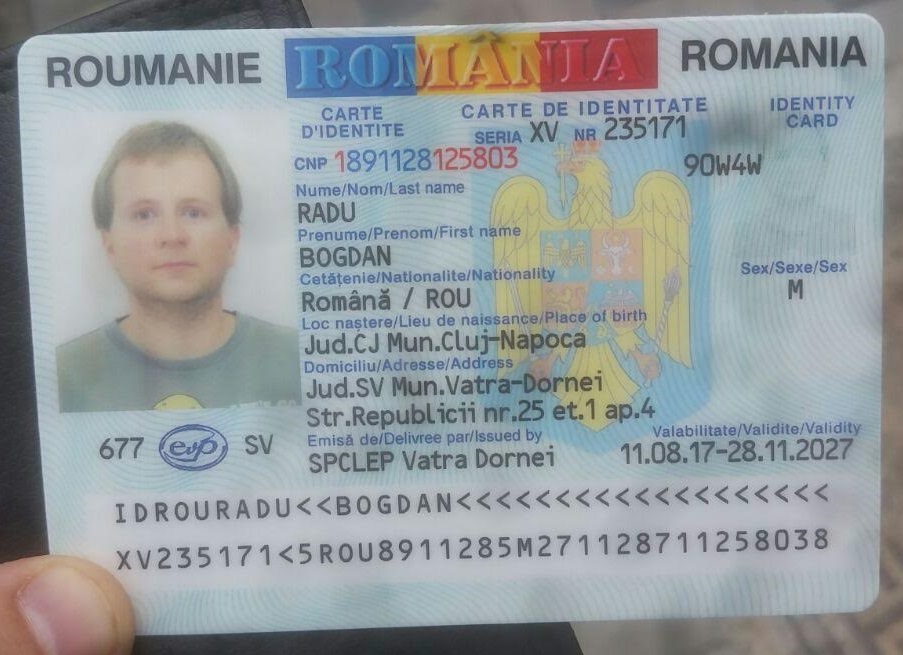 ROUMANIE ROMÂNIA ROMANIA
CARTE D'IDENTITE
CARTE DE IDENTITATE
IDENTITY CARD
SERIA XV NR 235171
CNP 1891128125803
90W4W
Nume/Nom/Last name
RADU
Prenume/Prenom/First name
BOGDAN
Cetăţenie/Nationalite/Nationality
Română / ROU
Sex/Sexe/Sex
M
Loc naştere/Lieu de naissance/Place of birth
Jud.CJ Mun.Cluj-Napoca
Domiciliu/Adresse/Address
Jud.SV Mun.Vatra-Dornei
Str.Republicii nr.25 et.1 ap.4
677 evp SV
Emisă de/Delivree par/Issued by
SPCLEP Vatra Dornei
Valabilitate/Validite/Validity
11.08.17-28.11.2027
IDROURADU<<BOGDAN<<<<<<<<<<<<<<<<<<<
XV235171<5ROU8911285M271128711258038